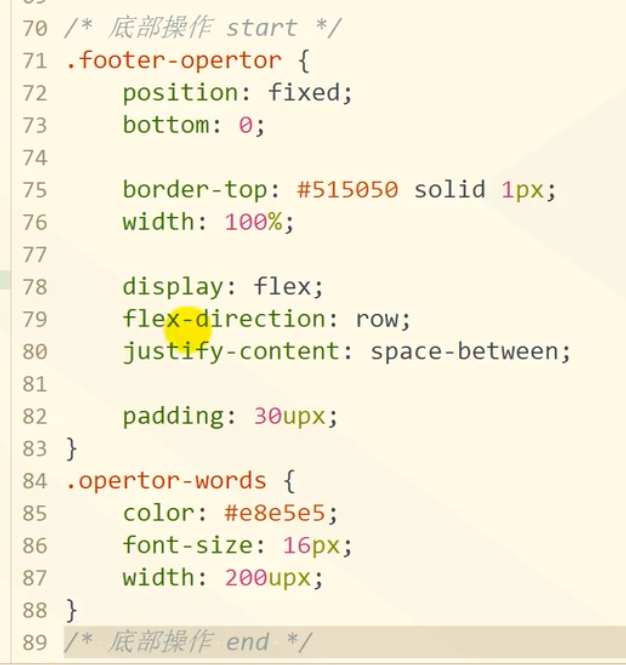 70 /* 底部操作 start */
71 .footer-opertor {
72     position: fixed;
73     bottom: 0;
74
75     border-top: #515050 solid 1px;
76     width: 100%;
77
78     display: flex;
79     flex-direction: row;
80     justify-content: space-between;
81
82     padding: 30upx;
83 }
84 .opertor-words {
85     color: #e8e5e5;
86     font-size: 16px;
87     width: 200upx;
88 }
89 /* 底部操作 end */